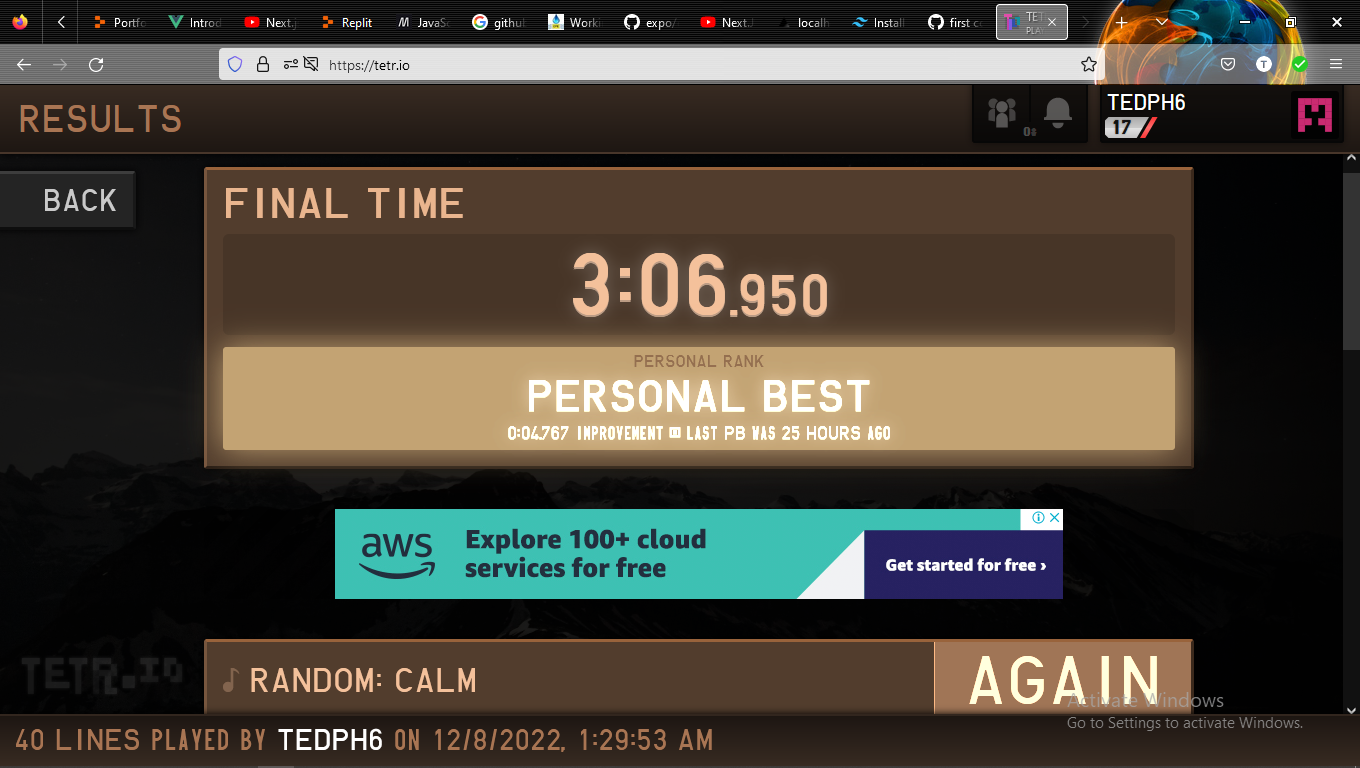 Portfo
Introd
Next.j
Replit
JavaSc
githu
Worki
expo/
Next.J
localh
Install
first c
TET
PLA
https://tetr.io
T
RESULTS
TEDPH6
17
BACK
FINAL TIME
3:06.950
PERSONAL RANK
PERSONAL BEST
0:04.767 IMPROVEMENT LAST PB WAS 25 HOURS AGO
aws
Explore 100+ cloud
services for free
Get started for free ›
TETR.IO
RANDOM: CALM
AGAIN
Activate Windows
Go to Settings to activate Windows.
40 LINES PLAYED BY TEDPH6 ON 12/8/2022, 1:29:53 AM